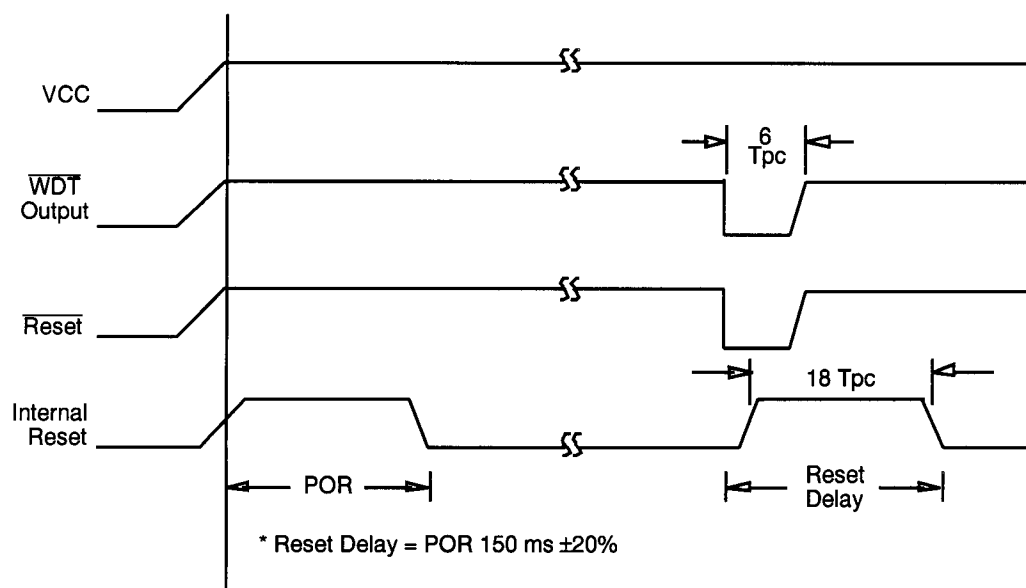 VCC
6
Tpc
WDT
Output
Reset
18 Tpc
Internal
Reset
POR
Reset
Delay
* Reset Delay = POR 150 ms ±20%